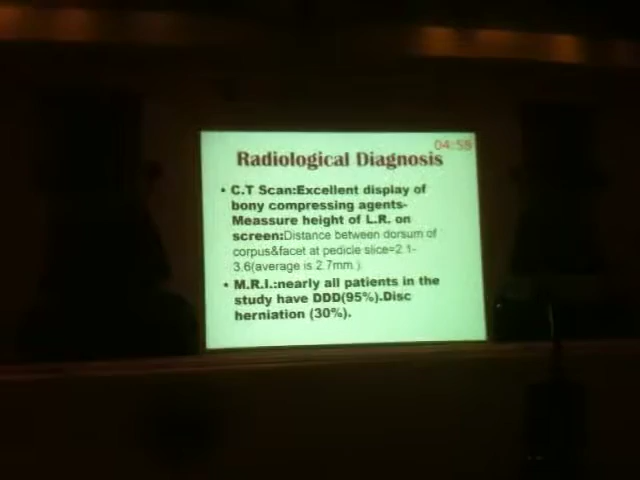 04:58
Radiological Diagnosis
• C.T Scan:Excellent display of
bony compressing agents-
Meassure height of L.R. on
screen:Distance between dorsum of
corpus&facet at pedicle slice=2.1-
3.6(average is 2.7mm.)
• M.R.I.:nearly all patients in the
study have DDD(95%).Disc
herniation (30%).